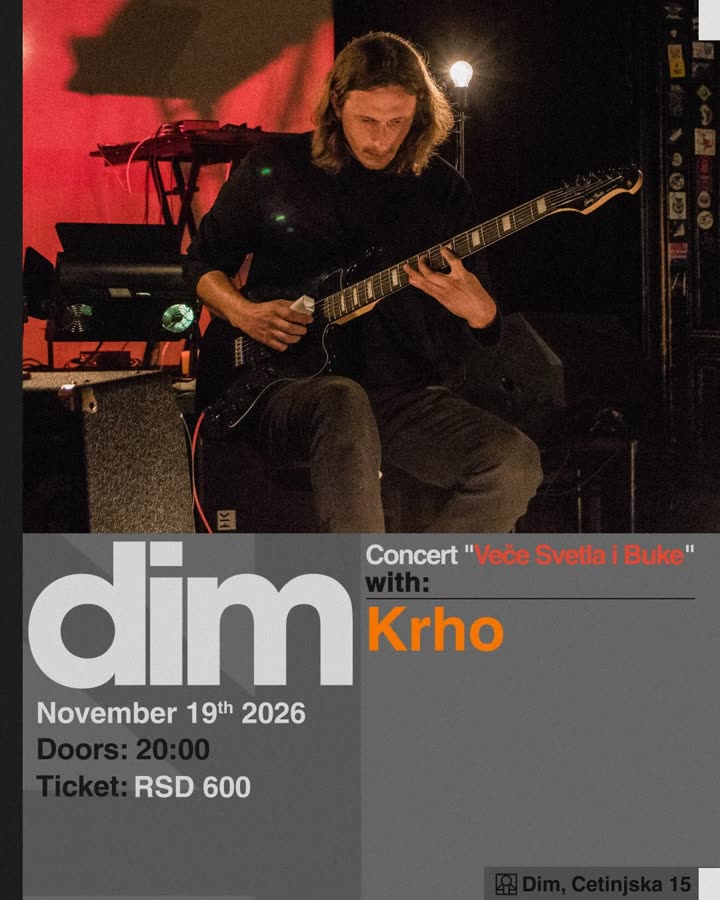 dim
November 19th 2026
Doors: 20:00
Ticket: RSD 600
Concert "Veče Svetla i Buke"
with:
Krho
Dim, Cetinjska 15